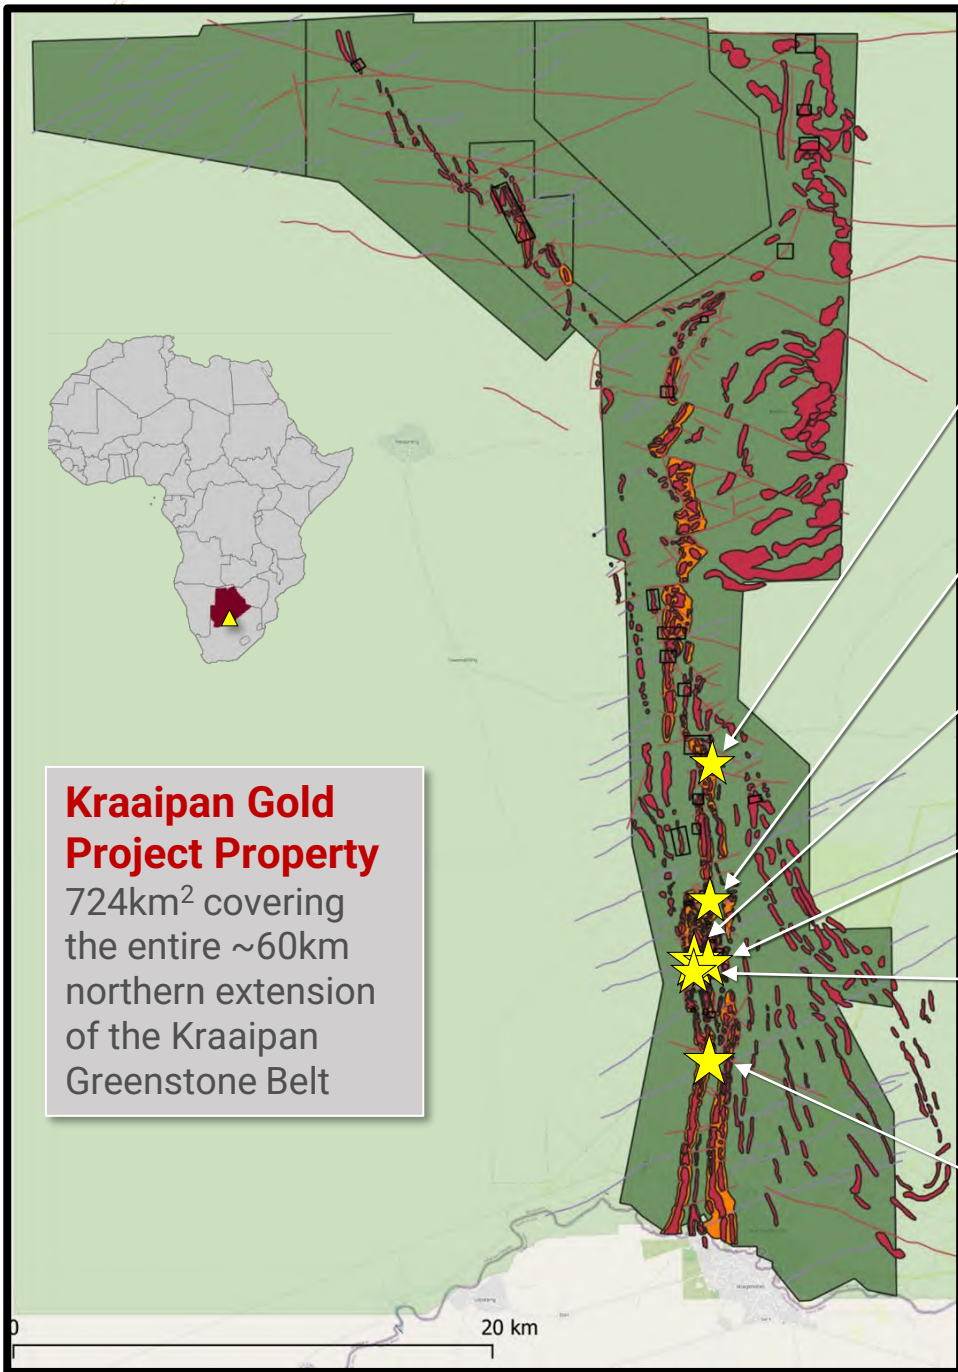 Kraaipan Gold
Project Property
724km² covering
the entire ~60km
northern extension
of the Kraaipan
Greenstone Belt
0
20 km